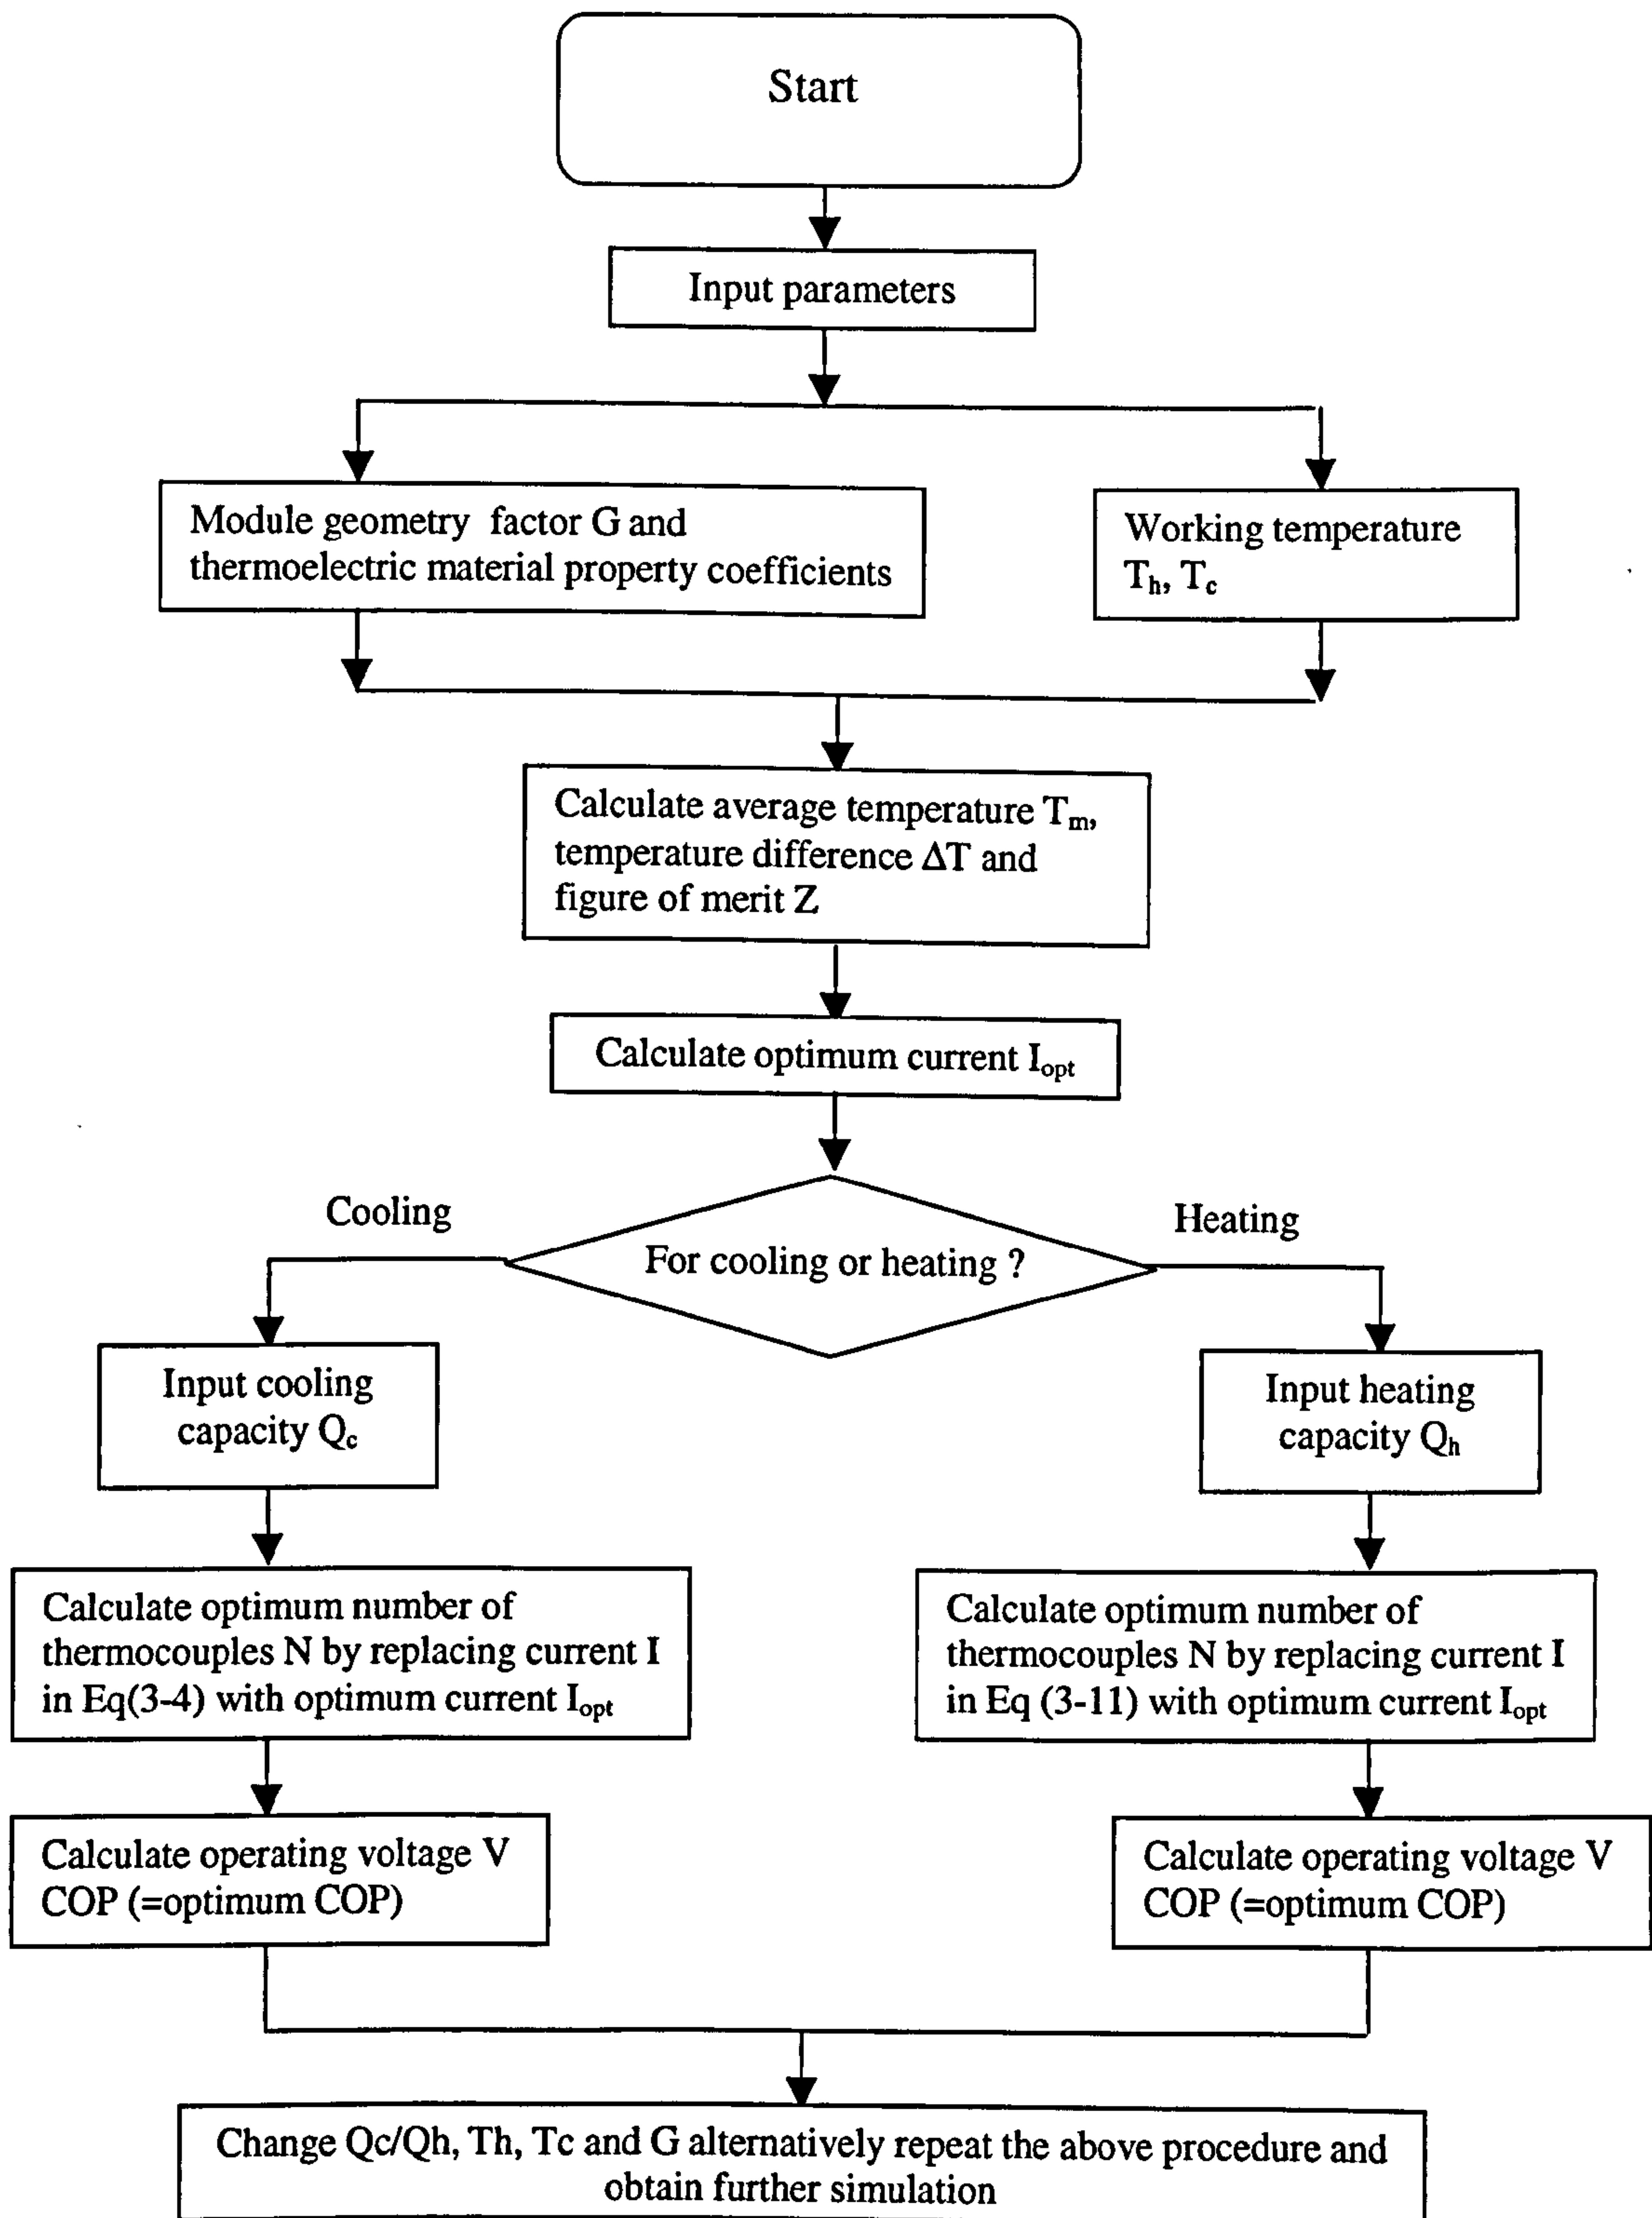 Start
Input parameters
Module geometry factor G and
thermoelectric material property coefficients
Working temperature
Tₕ, T꜀
Calculate average temperature Tₘ,
temperature difference ΔT and
figure of merit Z
Calculate optimum current Iₒₚₜ
Cooling
Heating
For cooling or heating ?
Input cooling
capacity Q꜀
Input heating
capacity Qₕ
Calculate optimum number of
thermocouples N by replacing current I
in Eq(3-4) with optimum current Iₒₚₜ
Calculate optimum number of
thermocouples N by replacing current I
in Eq (3-11) with optimum current Iₒₚₜ
Calculate operating voltage V
COP (=optimum COP)
Calculate operating voltage V
COP (=optimum COP)
Change Qc/Qh, Th, Tc and G alternatively repeat the above procedure and
obtain further simulation